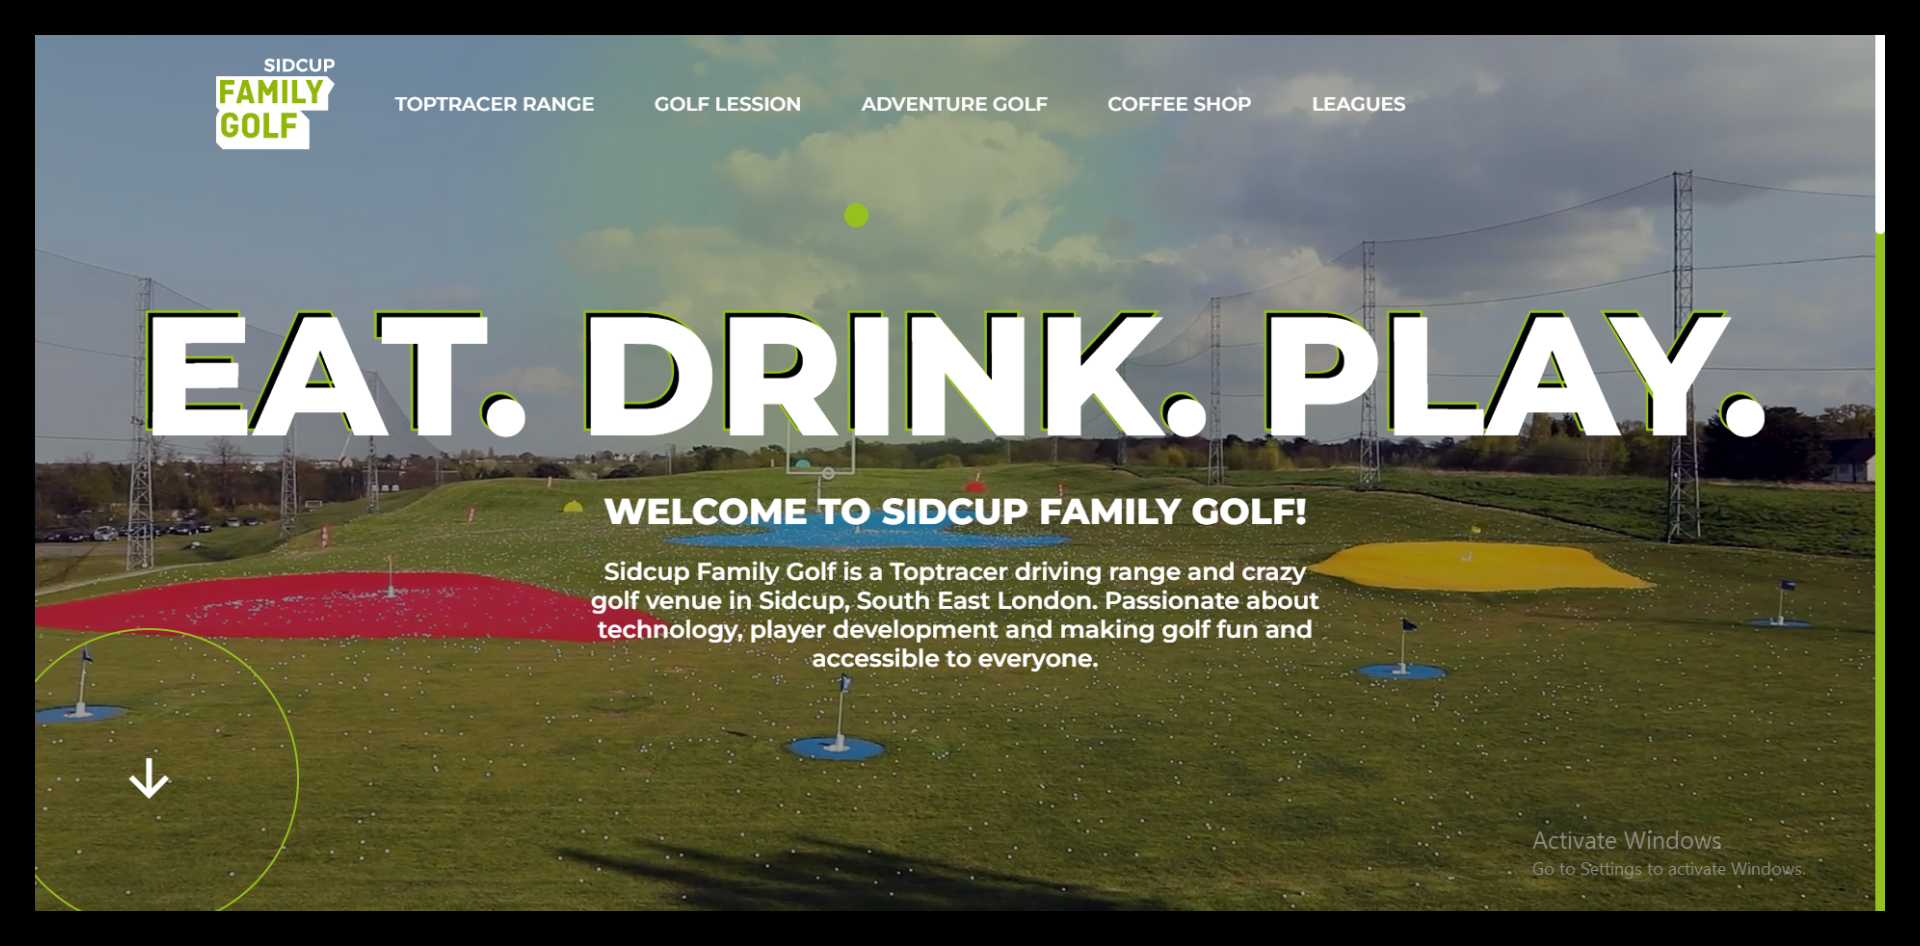 SIDCUP
FAMILY
GOLF
TOPTRACER RANGE
GOLF LESSION
ADVENTURE GOLF
COFFEE SHOP
LEAGUES
EAT. DRINK. PLAY.
WELCOME TO SIDCUP FAMILY GOLF!
Sidcup Family Golf is a Toptracer driving range and crazy
golf venue in Sidcup, South East London. Passionate about
technology, player development and making golf fun and
accessible to everyone.
Activate Windows
Go to Settings to activate Windows.